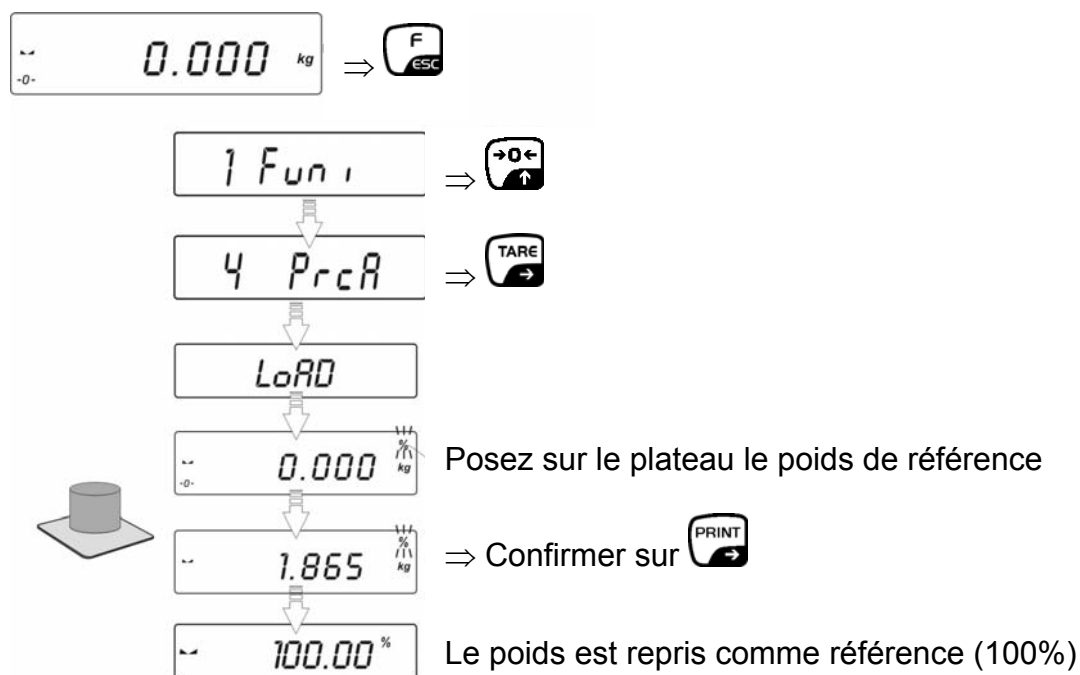 -0- 0.000 kg ⇒ F ESC
1 Funi ⇒ →0← ↑
4 PrcA ⇒ TARE →
LoAD
-0- 0.000 % kg Posez sur le plateau le poids de référence
1.865 % kg ⇒ Confirmer sur PRINT →
100.00 % Le poids est repris comme référence (100%)